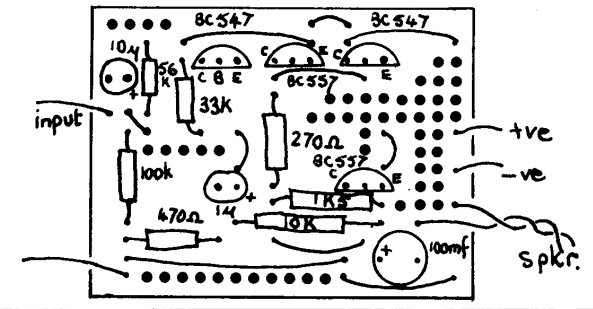 BC547 BC547
10µ
C E C
56K
C B E BC557 E
33K
input
270Ω +ve
BC557
C E
-ve
100k
1µ +
1K5
10K
470Ω
+ 100mf
Spkr.